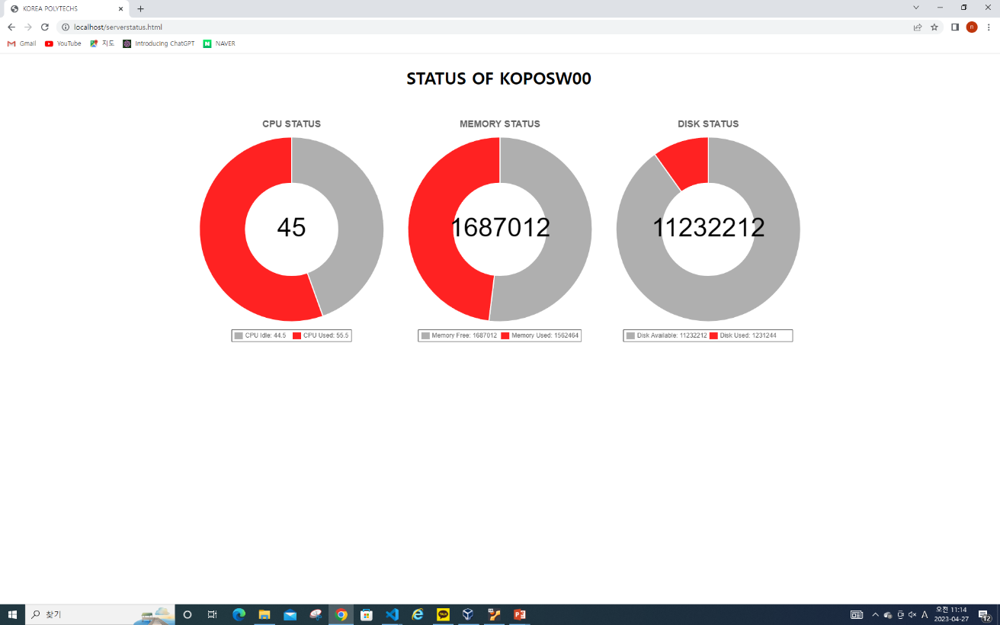 KOREA POLYTECHS
localhost/serverstatus.html
n
Gmail YouTube 지도 Introducing ChatGPT NAVER
STATUS OF KOPOSW00
CPU STATUS MEMORY STATUS DISK STATUS
45 1687012 11232212
CPU Idle: 44.5 CPU Used: 55.5 Memory Free: 1687012 Memory Used: 1562464 Disk Available: 11232212 Disk Used: 1231244
찾기
TALK
A
오전 11:14
2023-04-27
12